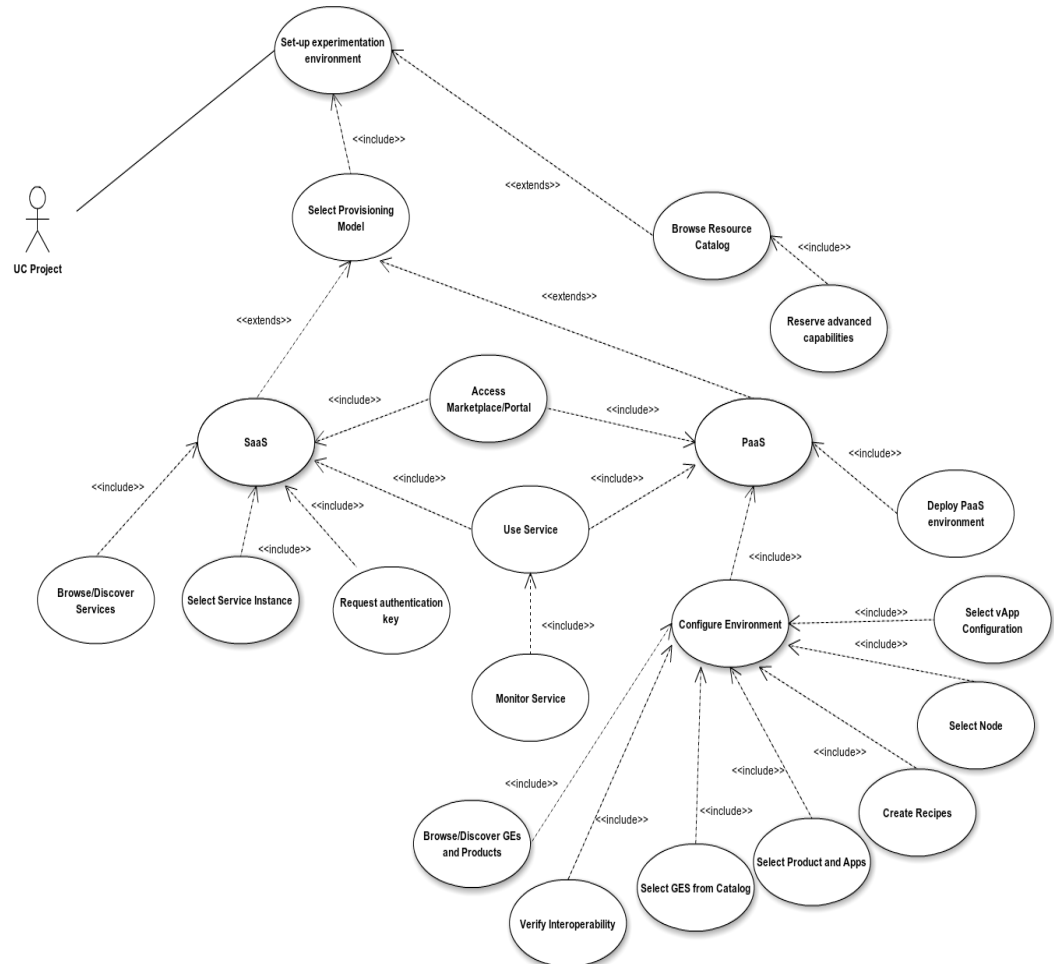 Set-up experimentation
environment
<<include>>
<<extends>>
Select Provisioning
Model
UC Project
Browse Resource
Catalog
<<include>>
<<extends>>
<<extends>>
Reserve advanced
capabilities
Access
Marketplace/Portal
<<include>>
<<include>>
SaaS
PaaS
<<include>>
<<include>>
<<include>>
<<include>>
<<include>>
Deploy PaaS
environment
Use Service
<<include>>
<<include>>
Browse/Discover
Services
Select Service Instance
Request authentication
key
Configure Environment
<<include>>
Select vApp
Configuration
<<include>>
<<include>>
Monitor Service
Select Node
<<include>>
<<include>>
<<include>>
<<include>>
<<include>>
Create Recipes
Browse/Discover GEs
and Products
Select Product and Apps
Select GES from Catalog
Verify Interoperability